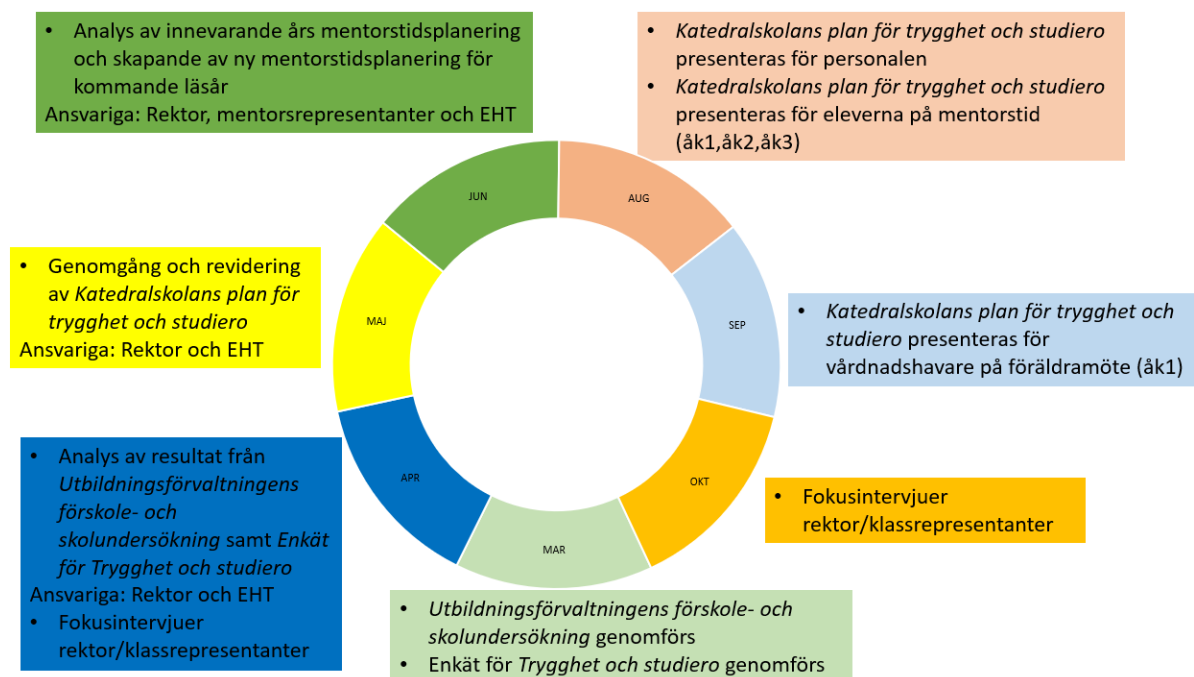 • Analys av innevarande års mentorstidsplanering
och skapande av ny mentorstidsplanering för
kommande läsår
Ansvariga: Rektor, mentorsrepresentanter och EHT
• Katedralskolans plan för trygghet och studiero
presenteras för personalen
• Katedralskolans plan för trygghet och studiero
presenteras för eleverna på mentorstid
(åk1,åk2,åk3)
JUN
AUG
• Genomgång och revidering
av Katedralskolans plan för
trygghet och studiero
Ansvariga: Rektor och EHT
MAJ
SEP
• Katedralskolans plan för trygghet och
studiero presenteras för
vårdnadshavare på föräldramöte (åk1)
• Analys av resultat från
Utbildningsförvaltningens
förskole- och
skolundersökning samt Enkät
för Trygghet och studiero
Ansvariga: Rektor och EHT
• Fokusintervjuer
rektor/klassrepresentanter
APR
OKT
• Fokusintervjuer
rektor/klassrepresentanter
MAR
• Utbildningsförvaltningens förskole- och
skolundersökning genomförs
• Enkät för Trygghet och studiero genomförs